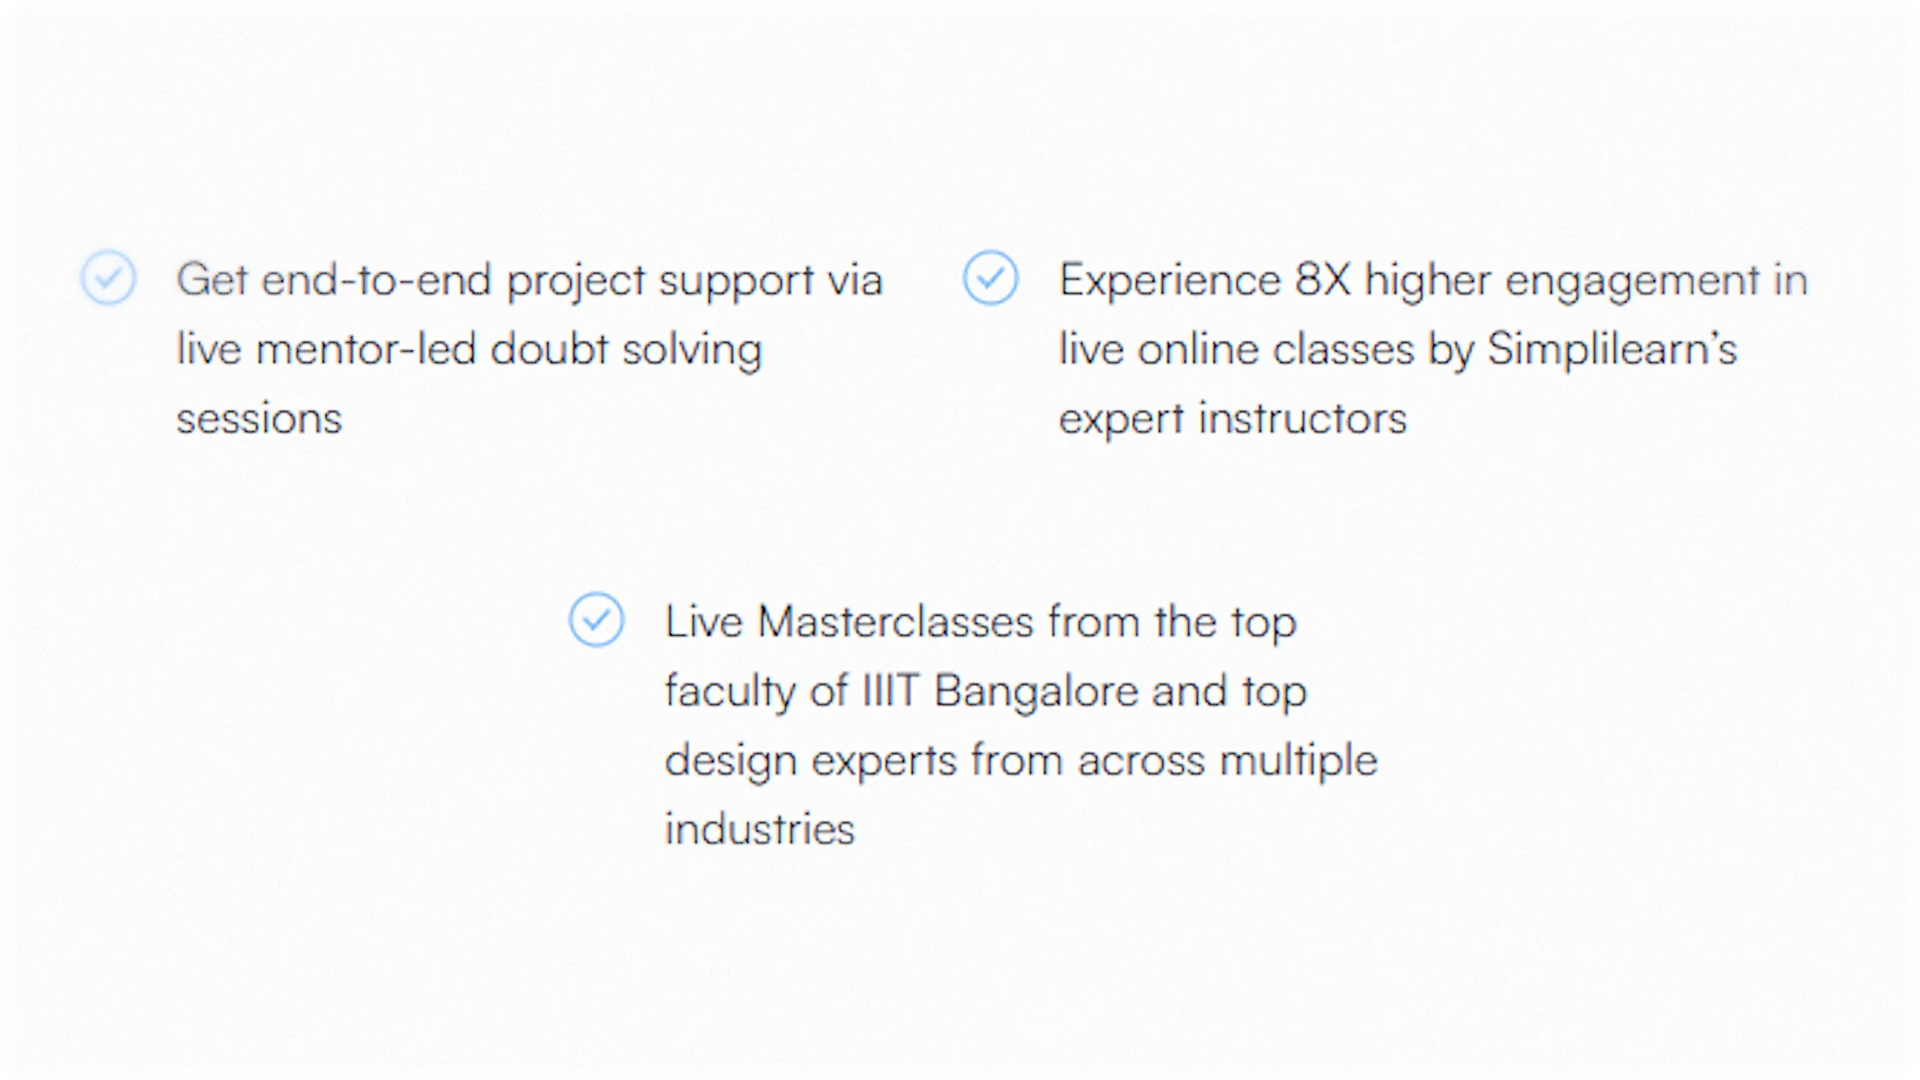 Get end-to-end project support via
live mentor-led doubt solving
sessions
Experience 8X higher engagement in
live online classes by Simplilearn’s
expert instructors
Live Masterclasses from the top
faculty of IIIT Bangalore and top
design experts from across multiple
industries